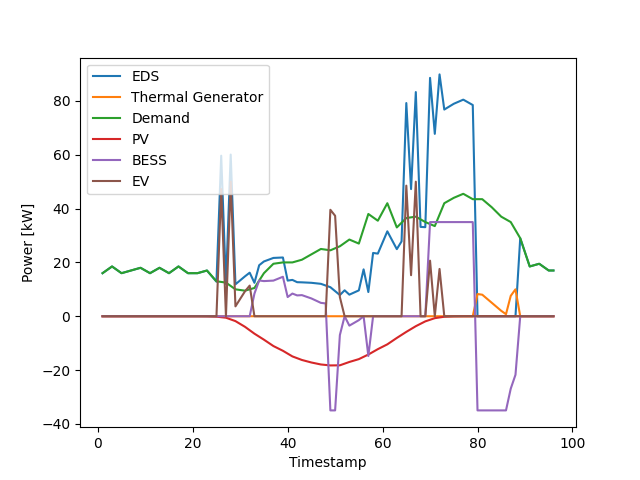 EDS
Thermal Generator
Demand
PV
BESS
EV
Power [kW]
80
60
40
20
0
−20
−40
0 20 40 60 80 100
Timestamp